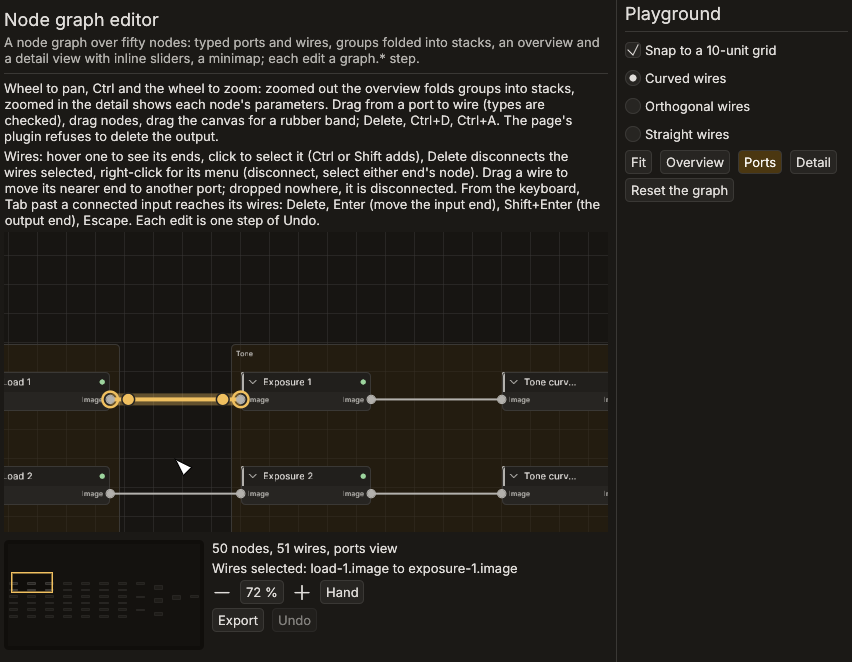 Node graph editor
A node graph over fifty nodes: typed ports and wires, groups folded into stacks, an overview and
a detail view with inline sliders, a minimap; each edit a graph.* step.
Wheel to pan, Ctrl and the wheel to zoom: zoomed out the overview folds groups into stacks,
zoomed in the detail shows each node's parameters. Drag from a port to wire (types are
checked), drag nodes, drag the canvas for a rubber band; Delete, Ctrl+D, Ctrl+A. The page's
plugin refuses to delete the output.
Wires: hover one to see its ends, click to select it (Ctrl or Shift adds), Delete disconnects the
wires selected, right-click for its menu (disconnect, select either end's node). Drag a wire to
move its nearer end to another port; dropped nowhere, it is disconnected. From the keyboard,
Tab past a connected input reaches its wires: Delete, Enter (move the input end), Shift+Enter (the
output end), Escape. Each edit is one step of Undo.
Tone
oad 1
Exposure 1
Tone curv...
Image
mage
Image
Image
oad 2
Exposure 2
Tone curv...
Image
Image
Image
Image
50 nodes, 51 wires, ports view
Wires selected: load-1.image to exposure-1.image
72 %
Hand
Export
Undo
Playground
Snap to a 10-unit grid
Curved wires
Orthogonal wires
Straight wires
Fit
Overview
Ports
Detail
Reset the graph